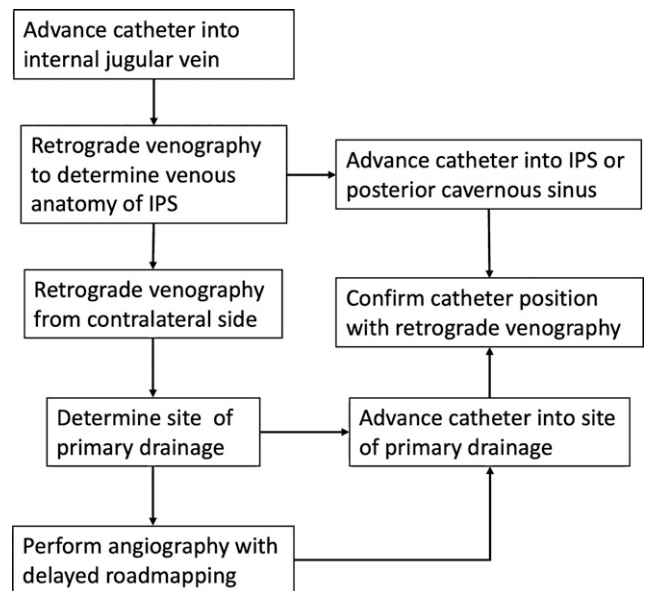 Advance catheter into
internal jugular vein
Retrograde venography
to determine venous
anatomy of IPS
Advance catheter into IPS or
posterior cavernous sinus
Retrograde venography
from contralateral side
Confirm catheter position
with retrograde venography
Determine site of
primary drainage
Advance catheter into site
of primary drainage
Perform angiography with
delayed roadmapping